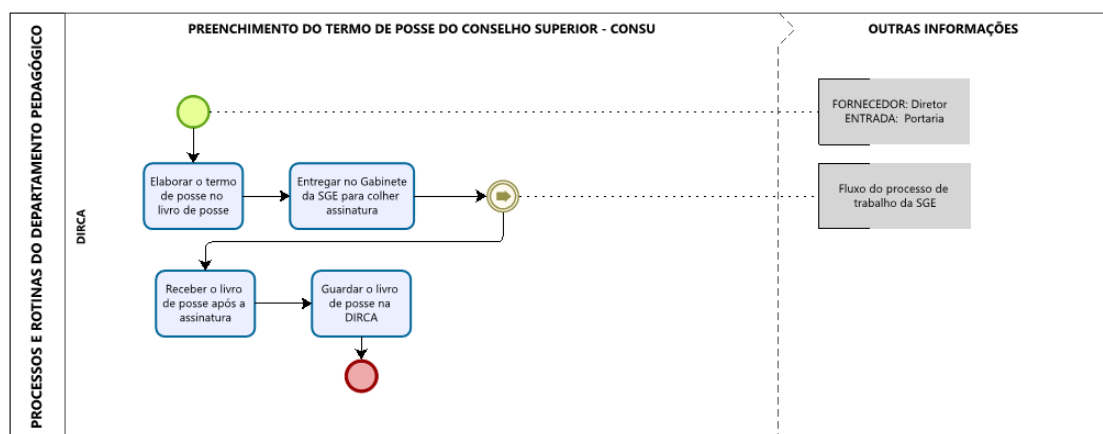 PROCESSOS E ROTINAS DO DEPARTAMENTO PEDAGÓGICO
DIRCA
PREENCHIMENTO DO TERMO DE POSSE DO CONSELHO SUPERIOR - CONSU
OUTRAS INFORMAÇÕES
FORNECEDOR: Diretor
ENTRADA: Portaria
Elaborar o termo
de posse no
livro de posse
Entregar no Gabinete
da SGE para colher
assinatura
Fluxo do processo de
trabalho da SGE
Receber o livro
de posse após a
assinatura
Guardar o livro
de posse na
DIRCA